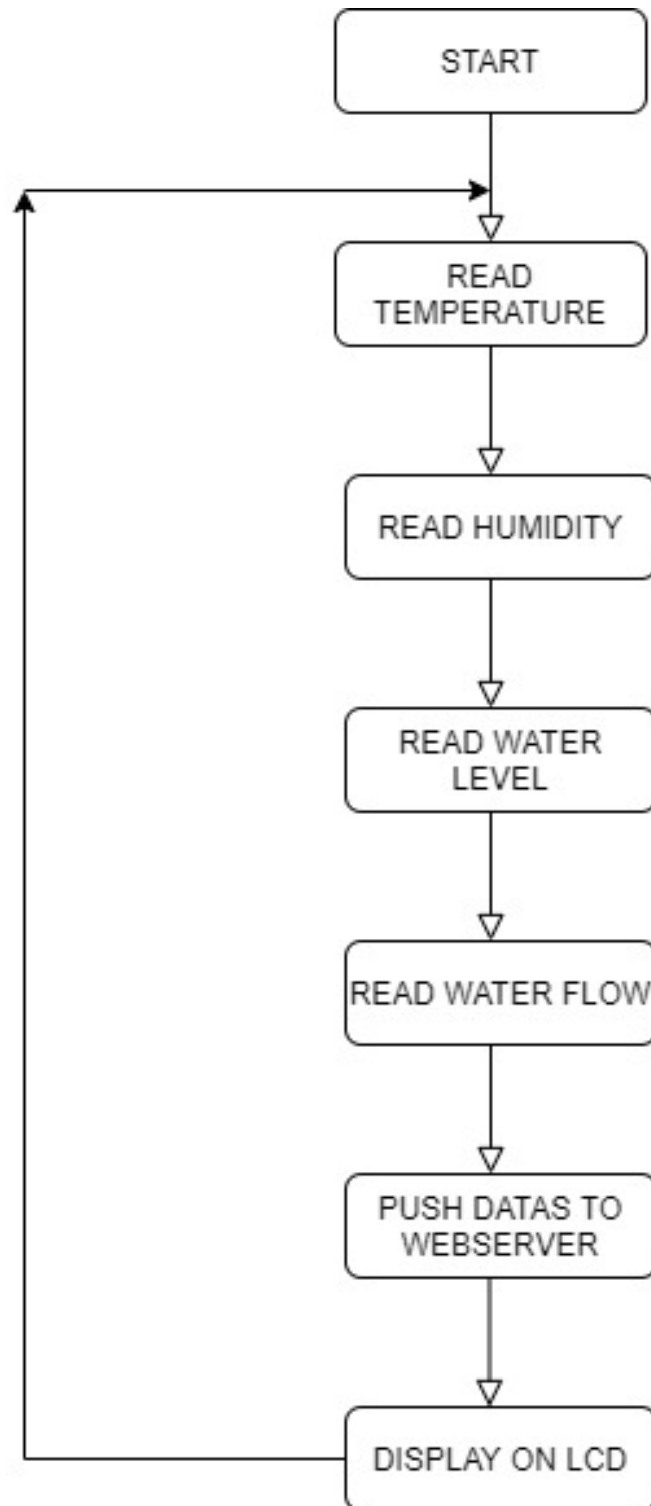 START
READ
TEMPERATURE
READ HUMIDITY
READ WATER
LEVEL
READ WATER FLOW
PUSH DATAS TO
WEBSERVER
DISPLAY ON LCD